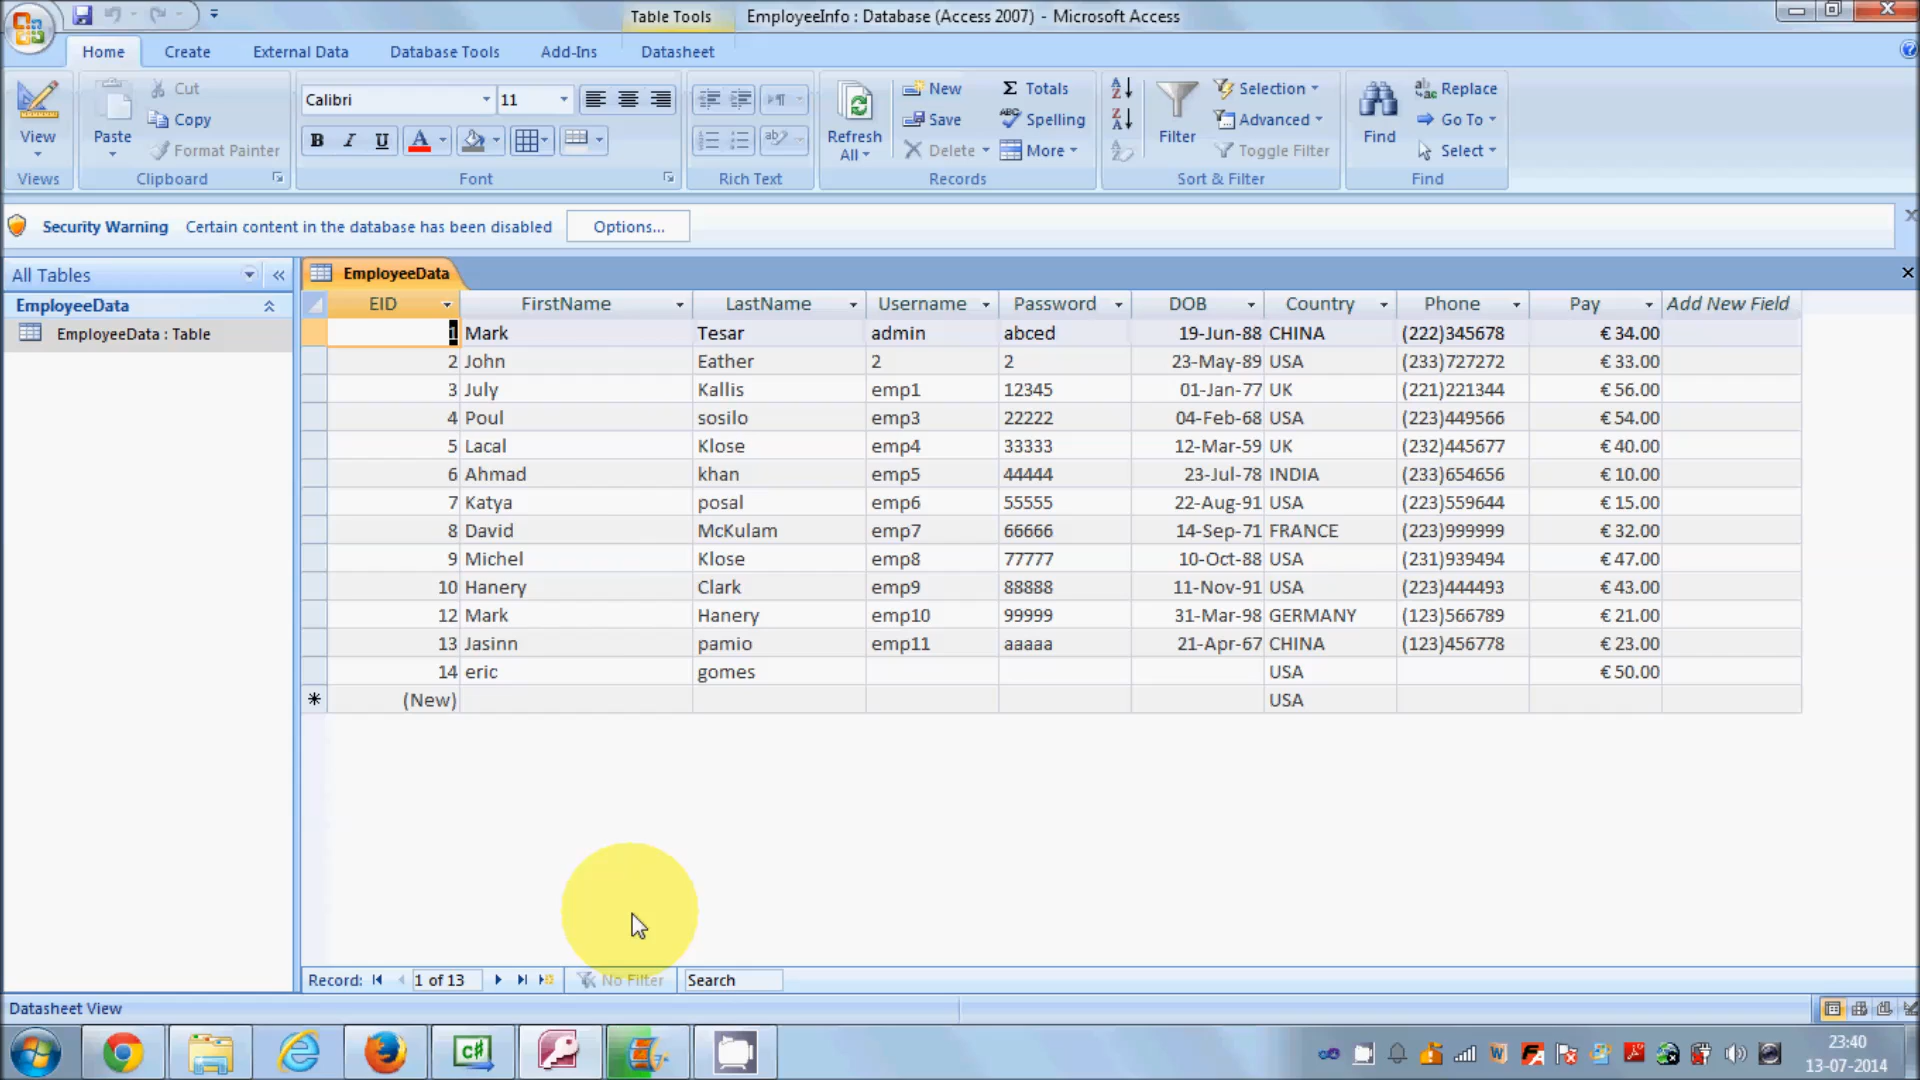 Table Tools EmployeeInfo : Database (Access 2007) - Microsoft Access
Home Create External Data Database Tools Add-Ins Datasheet
View
Views
Paste
Cut
Copy
Format Painter
Clipboard
Calibri 11
B I U A
Font
Rich Text
Refresh All
New
Save
Delete
Totals
Spelling
More
Records
Filter
Selection
Advanced
Toggle Filter
Sort & Filter
Find
Replace
Go To
Select
Find
Security Warning Certain content in the database has been disabled Options...
All Tables
EmployeeData
EmployeeData : Table
EmployeeData
EID FirstName LastName Username Password DOB Country Phone Pay Add New Field
1 Mark Tesar admin abced 19-Jun-88 CHINA (222)345678 € 34.00
2 John Eather 2 2 23-May-89 USA (233)727272 € 33.00
3 July Kallis emp1 12345 01-Jan-77 UK (221)221344 € 56.00
4 Poul sosilo emp3 22222 04-Feb-68 USA (223)449566 € 54.00
5 Lacal Klose emp4 33333 12-Mar-59 UK (232)445677 € 40.00
6 Ahmad khan emp5 44444 23-Jul-78 INDIA (233)654656 € 10.00
7 Katya posal emp6 55555 22-Aug-91 USA (223)559644 € 15.00
8 David McKulam emp7 66666 14-Sep-71 FRANCE (223)999999 € 32.00
9 Michel Klose emp8 77777 10-Oct-88 USA (231)939494 € 47.00
10 Hanery Clark emp9 88888 11-Nov-91 USA (223)444493 € 43.00
12 Mark Hanery emp10 99999 31-Mar-98 GERMANY (123)566789 € 21.00
13 Jasinn pamio emp11 aaaaa 21-Apr-67 CHINA (123)456778 € 23.00
14 eric gomes USA € 50.00
(New) USA
Record: 1 of 13 No Filter Search
Datasheet View
23:40
13-07-2014